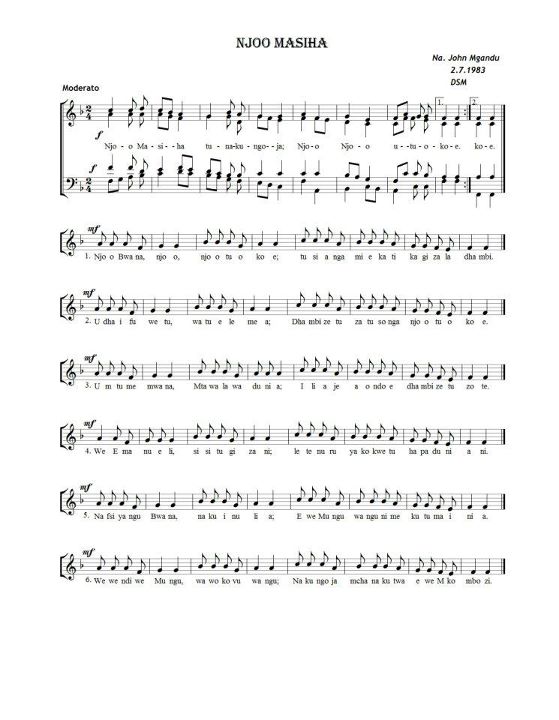 NJOO MASIHA
Na. John Mgandu
2.7.1983
DSM
Moderato
1. 2.
f
Njo - o Ma - si - ha tu - na - ku - ngo - ja; Njo - o Njo - o u - tu - o - ko - e. ko - e.
f
mf
1. Njo o Bwa na, njo o, njo o tu o ko e; tu si a nga mi e ka ti ka gi za la dha mbi.
mf
2. U dha i fu we tu, wa tu e le me a; Dha mbi ze tu za tu so nga njo o tu o ko e.
mf
3. U m tu me mwa na, Mta wa la wa du ni a; I li a je a o ndo e dha mbi ze tu zo te.
mf
4. We E ma nu e li, si si tu gi za ni; le te nu ru ya ko kwe tu ha pa du ni a ni.
mf
5. Na fsi ya ngu Bwa na, na ku i nu li a; E we Mu ngu wa ngu ni me ku tu ma i ni a.
mf
6. We we ndi we Mu ngu, wa wo ko vu wa ngu; Na ku ngo ja mcha na ku twa e we M ko mbo zi.